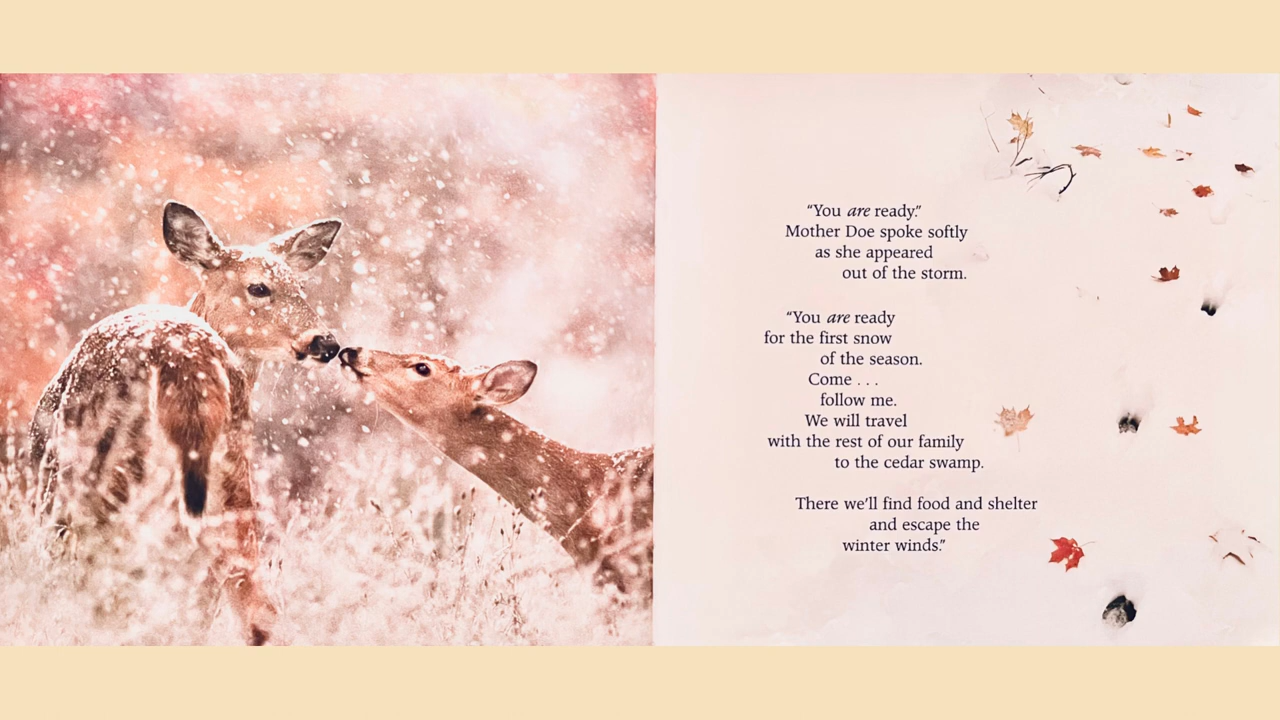 “You are ready.”
Mother Doe spoke softly
as she appeared
out of the storm.
“You are ready
for the first snow
of the season.
Come . . .
follow me.
We will travel
with the rest of our family
to the cedar swamp.
There we’ll find food and shelter
and escape the
winter winds.”